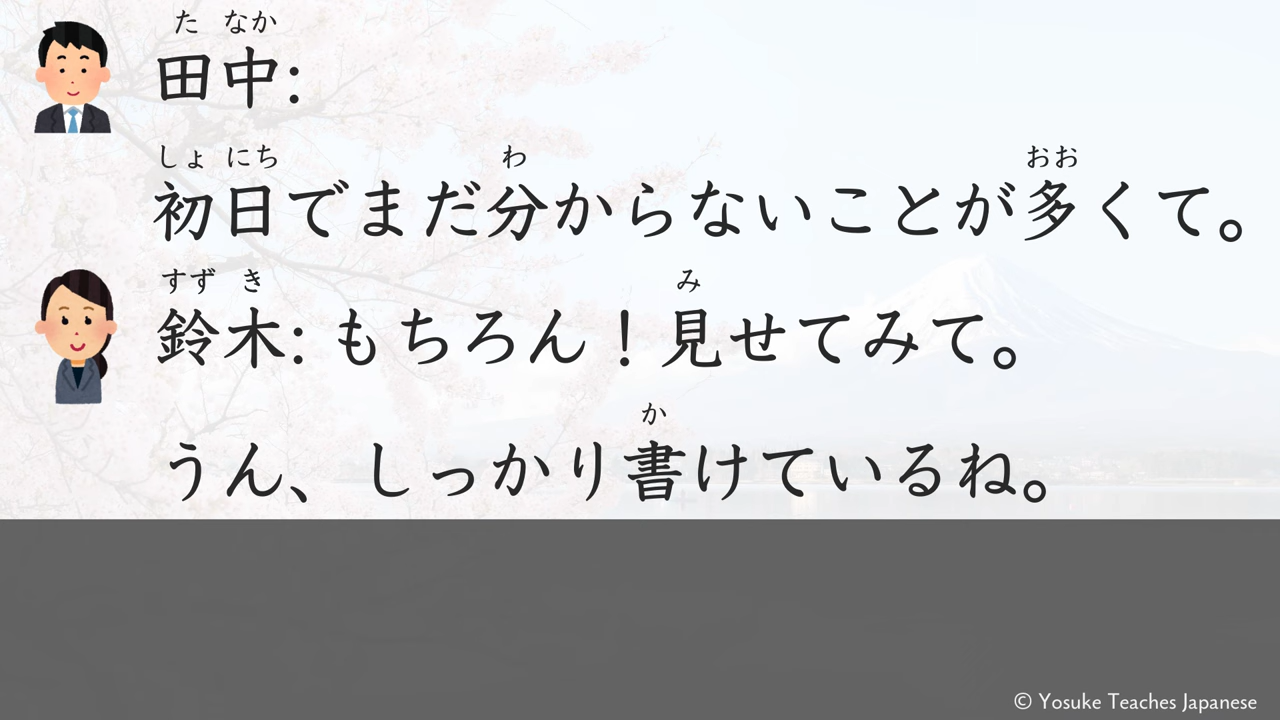 た なか
田中:
しょ にち わ おお
初日でまだ分からないことが多くて。
すず き み
鈴木: もちろん！見せてみて。
か
うん、しっかり書けているね。
© Yosuke Teaches Japanese